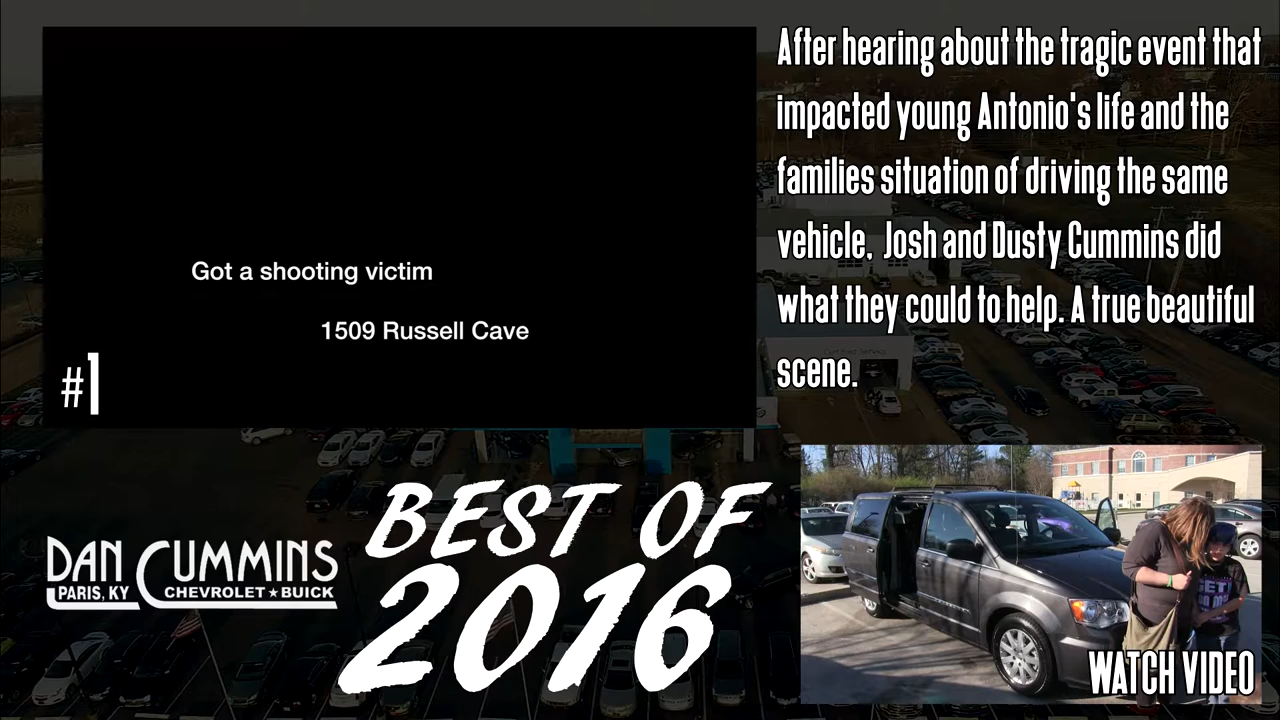 Got a shooting victim
1509 Russell Cave
#1
After hearing about the tragic event that
impacted young Antonio's life and the
families situation of driving the same
vehicle, Josh and Dusty Cummins did
what they could to help. A true beautiful
scene.
BEST OF
2016
DAN CUMMINS
PARIS, KY
CHEVROLET ★ BUICK
WATCH VIDEO